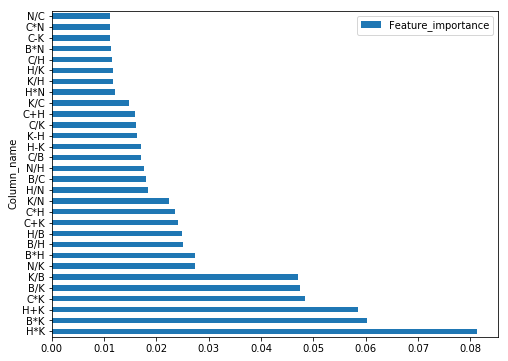 Feature_importance
N/C
C*N
C-K
B*N
C/H
H/K
K/H
H*N
K/C
C+H
C/K
K-H
H-K
C/B
N/H
B/C
H/N
K/N
C*H
C+K
H/B
B/H
B*H
N/K
K/B
B/K
C*K
H+K
B*K
H*K
Column_name
0.00 0.01 0.02 0.03 0.04 0.05 0.06 0.07 0.08